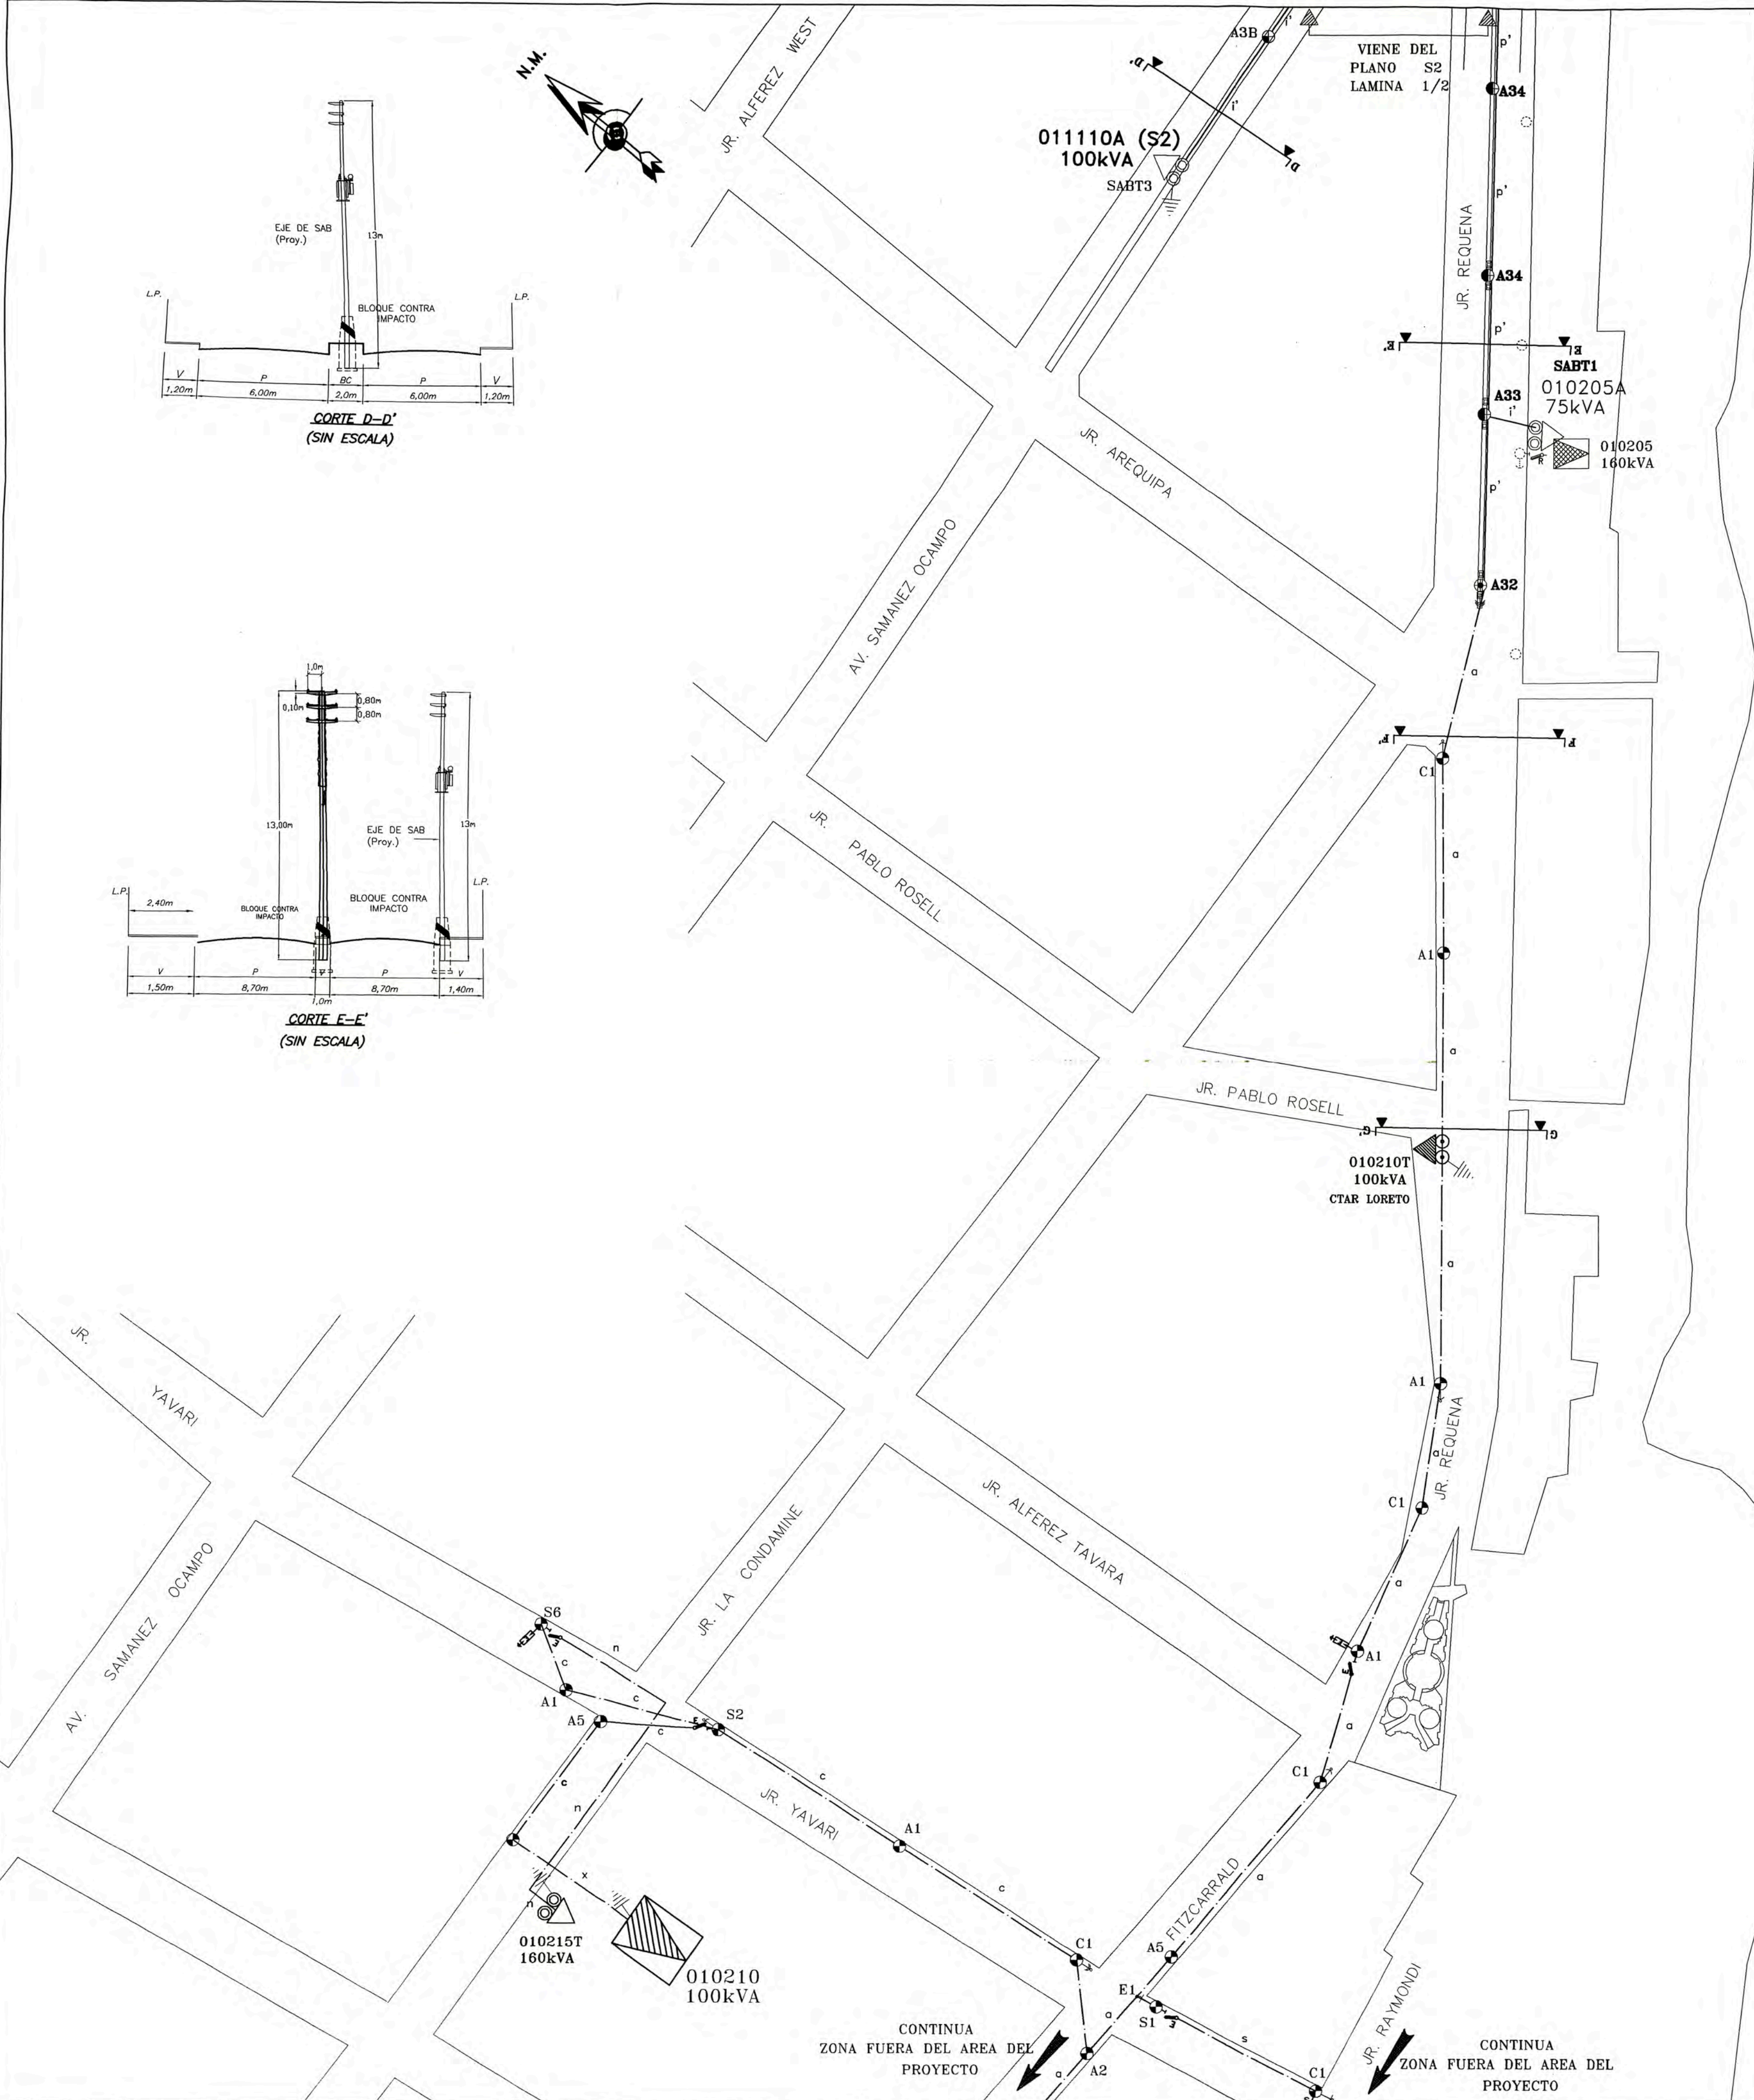 N.M.
JR. ALFEREZ WEST
A3B
i'
VIENE DEL
PLANO S2
LAMINA 1/2
p'
A34
D'
i'
D
011110A (S2)
100kVA
SABT3
p'
JR. REQUENA
A34
p'
E'
E
SABT1
010205A
75kVA
A33
i'
010205
160kVA
R
p'
A32
a
EJE DE SAB
(Proy.)
13m
L.P.
L.P.
BLOQUE CONTRA
IMPACTO
V
P
BC
P
V
1,20m
6,00m
2,0m
6,00m
1,20m
CORTE D-D'
(SIN ESCALA)
JR. AREQUIPA
AV. SAMANEZ OCAMPO
1,0m
0,10m
0,80m
0,80m
13,00m
EJE DE SAB
(Proy.)
13m
L.P.
L.P.
2,40m
BLOQUE CONTRA
IMPACTO
BLOQUE CONTRA
IMPACTO
V
P
V
P
V
1,50m
8,70m
1,0m
8,70m
1,40m
CORTE E-E'
(SIN ESCALA)
F'
F
C1
a
JR. PABLO ROSELL
A1
a
JR. PABLO ROSELL
G'
G
010210T
100kVA
CTAR LORETO
a
A1
JR. REQUENA
a
C1
a
JR. YAVARI
JR. ALFEREZ TAVARA
JR. LA CONDAMINE
AV. SAMANEZ OCAMPO
S6
n
c
A1
c
A5
c
S2
A1
a
C1
c
n
c
JR. YAVARI
A1
c
x
n
010215T
160kVA
010210
100kVA
FITZCARRALD
a
C1
A5
E1
S1
a
s
C1
A2
a
JR. RAYMONDI
CONTINUA
ZONA FUERA DEL AREA DEL
PROYECTO
CONTINUA
ZONA FUERA DEL AREA DEL
PROYECTO